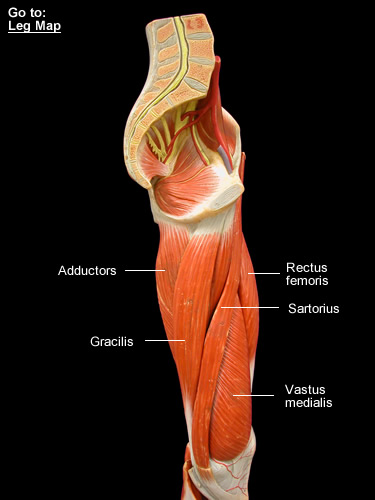 Go to:
Leg Map
Adductors
Rectus
femoris
Sartorius
Gracilis
Vastus
medialis